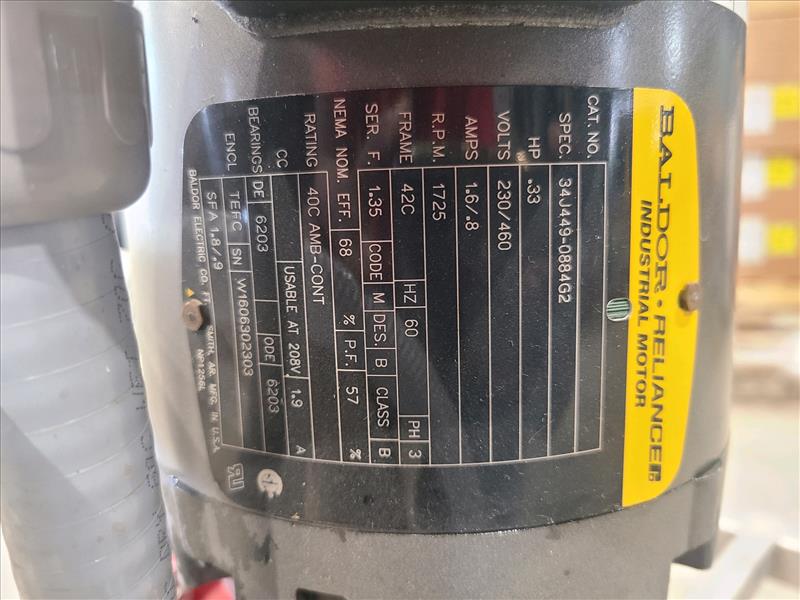 BALDOR • RELIANCE
INDUSTRIAL MOTOR
CAT. NO.
SPEC. 34J449-0884G2
HP .33
VOLTS 230/460
AMPS 1.6/.8
R.P.M. 1725
FRAME 42C HZ 60 PH 3
SER. F. 1.35 CODE M DES. B CLASS B
NEMA NOM. EFF. 68 % P.F. 57 %
RATING 40C AMB-CONT
CC USABLE AT 208V 1.9 A
BEARINGS DE 6203 ODE 6203
ENCL TEFC SN W1606302303
SFA 1.8/.9
BALDOR ELECTRIC CO. FT. SMITH, AR. MFG. IN U.S.A.
NP1256L